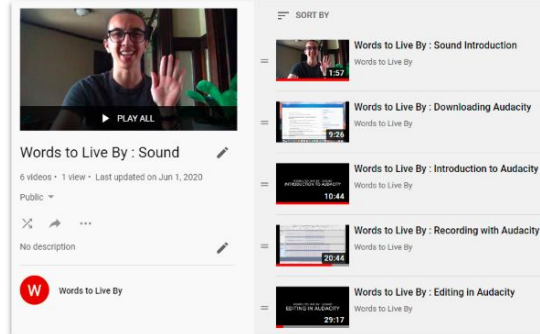 PLAY ALL
Words to Live By : Sound
6 videos • 1 view • Last updated on Jun 1, 2020
Public
No description
W
Words to Live By
SORT BY
1:57
Words to Live By : Sound Introduction
Words to Live By
9:26
Words to Live By : Downloading Audacity
Words to Live By
INTRODUCTION TO AUDACITY
10:44
Words to Live By : Introduction to Audacity
Words to Live By
20:44
Words to Live By : Recording with Audacity
Words to Live By
EDITING IN AUDACITY
29:17
Words to Live By : Editing in Audacity
Words to Live By